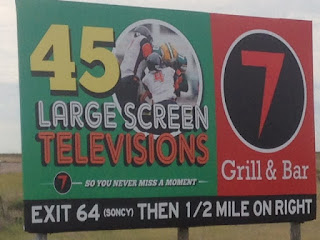 45
LARGE SCREEN
TELEVISIONS
7 SO YOU NEVER MISS A MOMENT
7
Grill & Bar
EXIT 64 (SONCY) THEN 1/2 MILE ON RIGHT